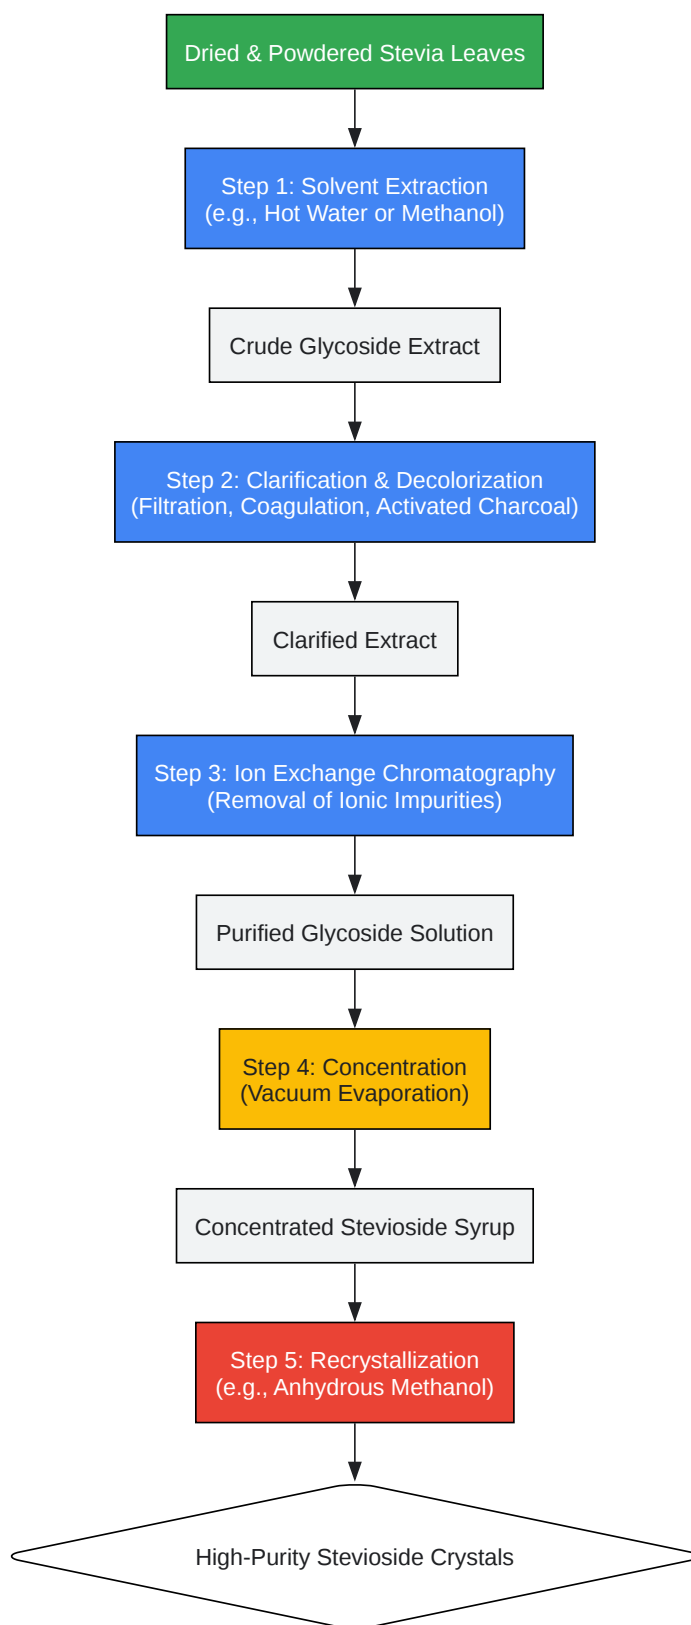 Dried & Powdered Stevia Leaves
Step 1: Solvent Extraction
(e.g., Hot Water or Methanol)
Crude Glycoside Extract
Step 2: Clarification & Decolorization
(Filtration, Coagulation, Activated Charcoal)
Clarified Extract
Step 3: Ion Exchange Chromatography
(Removal of Ionic Impurities)
Purified Glycoside Solution
Step 4: Concentration
(Vacuum Evaporation)
Concentrated Stevioside Syrup
Step 5: Recrystallization
(e.g., Anhydrous Methanol)
High-Purity Stevioside Crystals